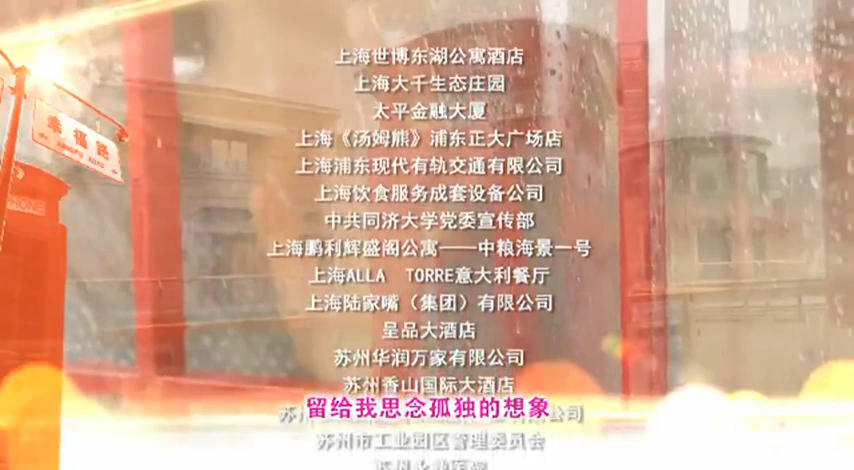 幸福路
XINGFU ROAD
PHONE
上海世博东湖公寓酒店
上海大千生态庄园
太平金融大厦
上海《汤姆熊》浦东正大广场店
上海浦东现代有轨交通有限公司
上海饮食服务成套设备公司
中共同济大学党委宣传部
上海鹏利辉盛阁公寓——中粮海景一号
上海ALLA TORRE意大利餐厅
上海陆家嘴（集团）有限公司
呈品大酒店
苏州华润万家有限公司
苏州香山国际大酒店
留给我思念孤独的想象
公司
苏州市工业园区管理委员会